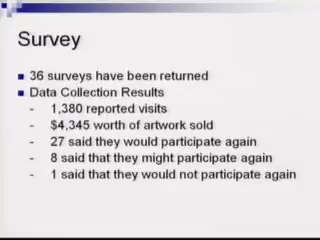 Survey
36 surveys have been returned
Data Collection Results
- 1,380 reported visits
- $4,345 worth of artwork sold
- 27 said they would participate again
- 8 said that they might participate again
- 1 said that they would not participate again